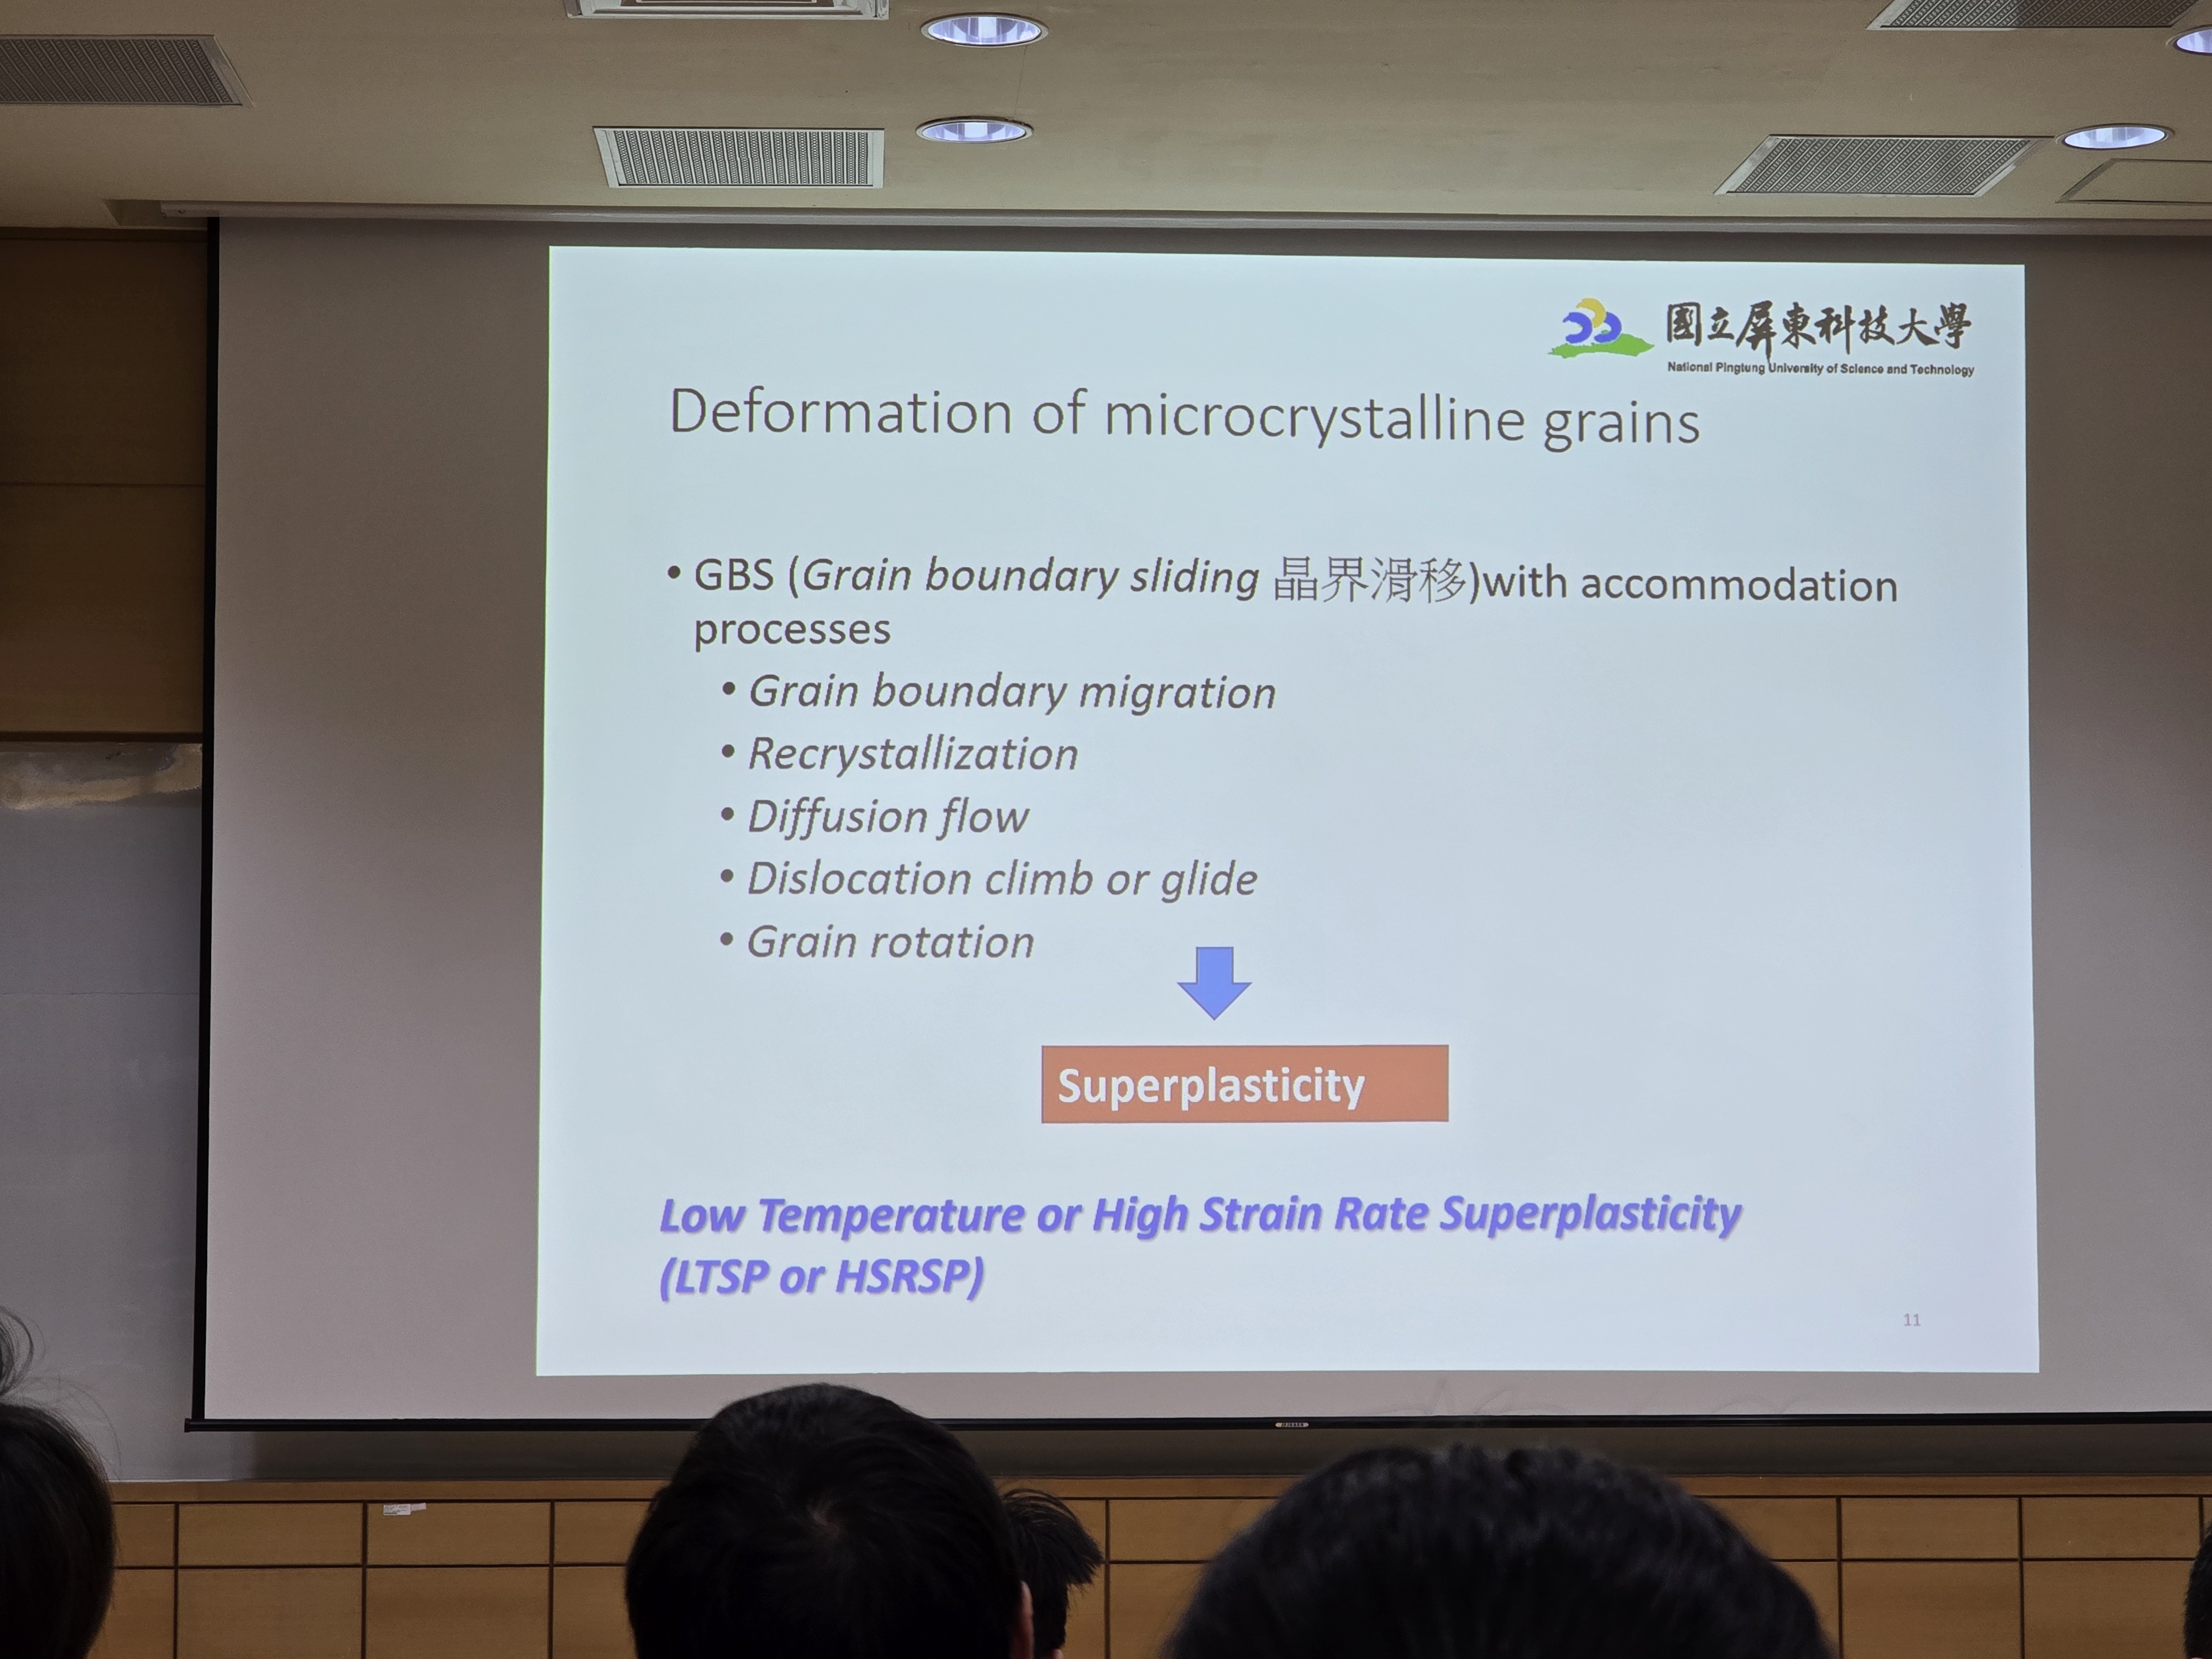 國立屏東科技大學
National Pingtung University of Science and Technology
Deformation of microcrystalline grains
• GBS (Grain boundary sliding 晶界滑移)with accommodation
processes
• Grain boundary migration
• Recrystallization
• Diffusion flow
• Dislocation climb or glide
• Grain rotation
Superplasticity
Low Temperature or High Strain Rate Superplasticity
(LTSP or HSRSP)
11